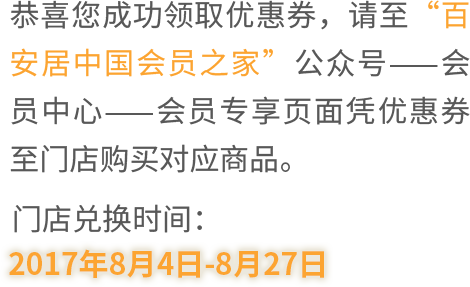 恭喜您成功领取优惠券，请至“百
安居中国会员之家”公众号——会
员中心——会员专享页面凭优惠券
至门店购买对应商品。
门店兑换时间：
2017年8月4日-8月27日